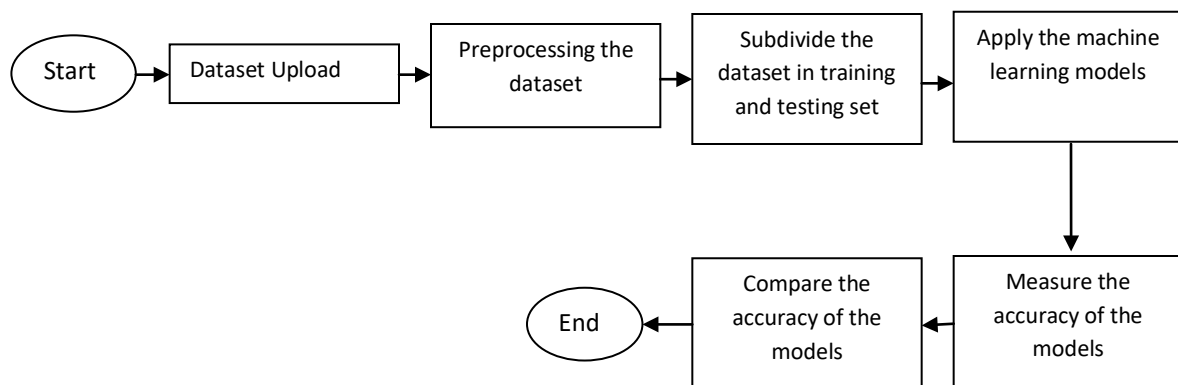 Start
Dataset Upload
Preprocessing the
dataset
Subdivide the
dataset in training
and testing set
Apply the machine
learning models
Measure the
accuracy of the
models
Compare the
accuracy of the
models
End